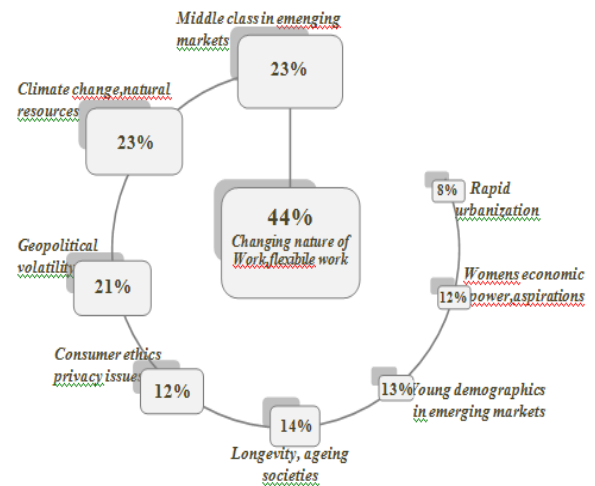 Middle class in emenging
markets
23%
Climate change,natural
resources
23%
44%
Changing nature of
Work,flexibile work
8%
Rapid
urbanization
Geopolitical
volatility
21%
Womens economic
12%
power,aspirations
Consumer ethics
privacy issues
12%
13%
Young demographics
in emerging markets
14%
Longevity, ageing
societies